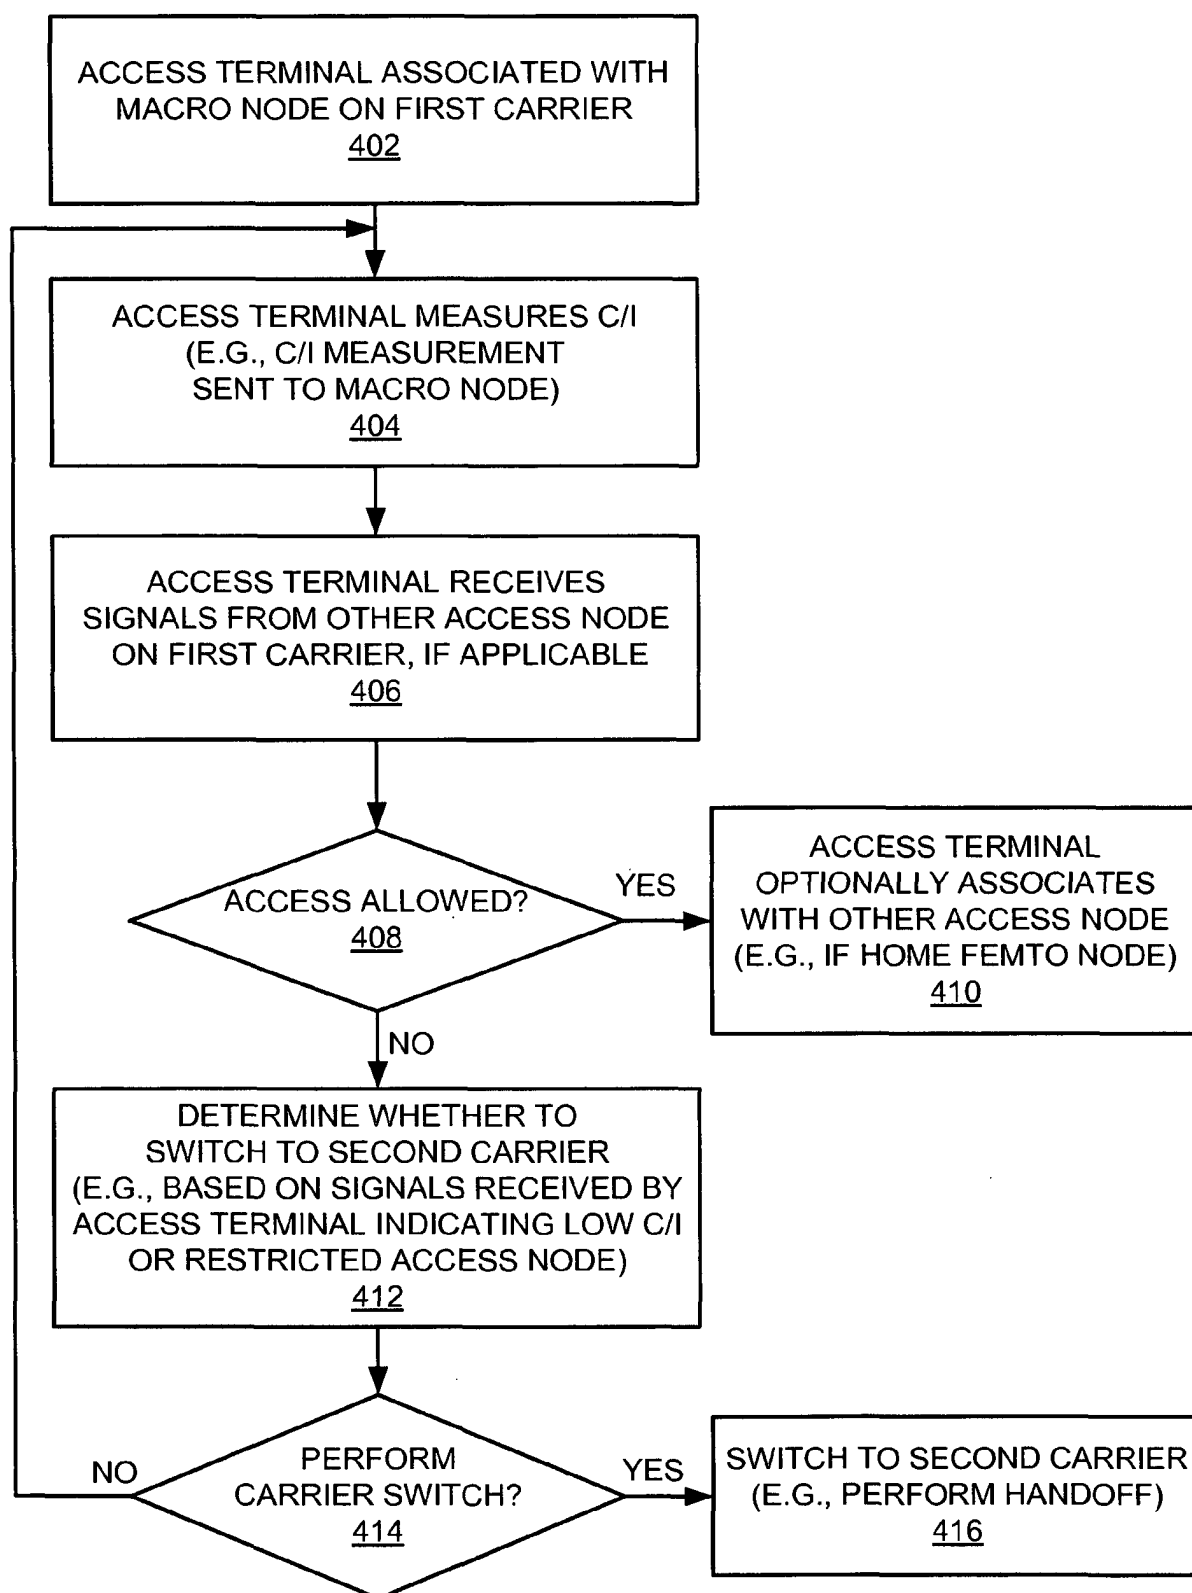 ACCESS TERMINAL ASSOCIATED WITH
MACRO NODE ON FIRST CARRIER
402
ACCESS TERMINAL MEASURES C/I
(E.G., C/I MEASUREMENT
SENT TO MACRO NODE)
404
ACCESS TERMINAL RECEIVES
SIGNALS FROM OTHER ACCESS NODE
ON FIRST CARRIER, IF APPLICABLE
406
ACCESS ALLOWED?
408
YES
ACCESS TERMINAL
OPTIONALLY ASSOCIATES
WITH OTHER ACCESS NODE
(E.G., IF HOME FEMTO NODE)
410
NO
DETERMINE WHETHER TO
SWITCH TO SECOND CARRIER
(E.G., BASED ON SIGNALS RECEIVED BY
ACCESS TERMINAL INDICATING LOW C/I
OR RESTRICTED ACCESS NODE)
412
NO
PERFORM
CARRIER SWITCH?
414
YES
SWITCH TO SECOND CARRIER
(E.G., PERFORM HANDOFF)
416